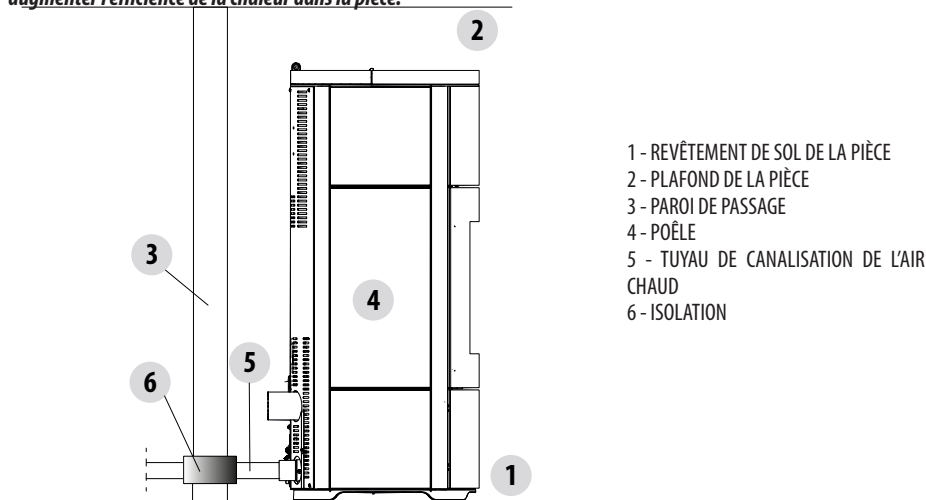 augmenter l'efficience de la chaleur dans la pièce.
2
3
4
5
6
1
1 - REVÊTEMENT DE SOL DE LA PIÈCE
2 - PLAFOND DE LA PIÈCE
3 - PAROI DE PASSAGE
4 - POÊLE
5 - TUYAU DE CANALISATION DE L'AIR
CHAUD
6 - ISOLATION